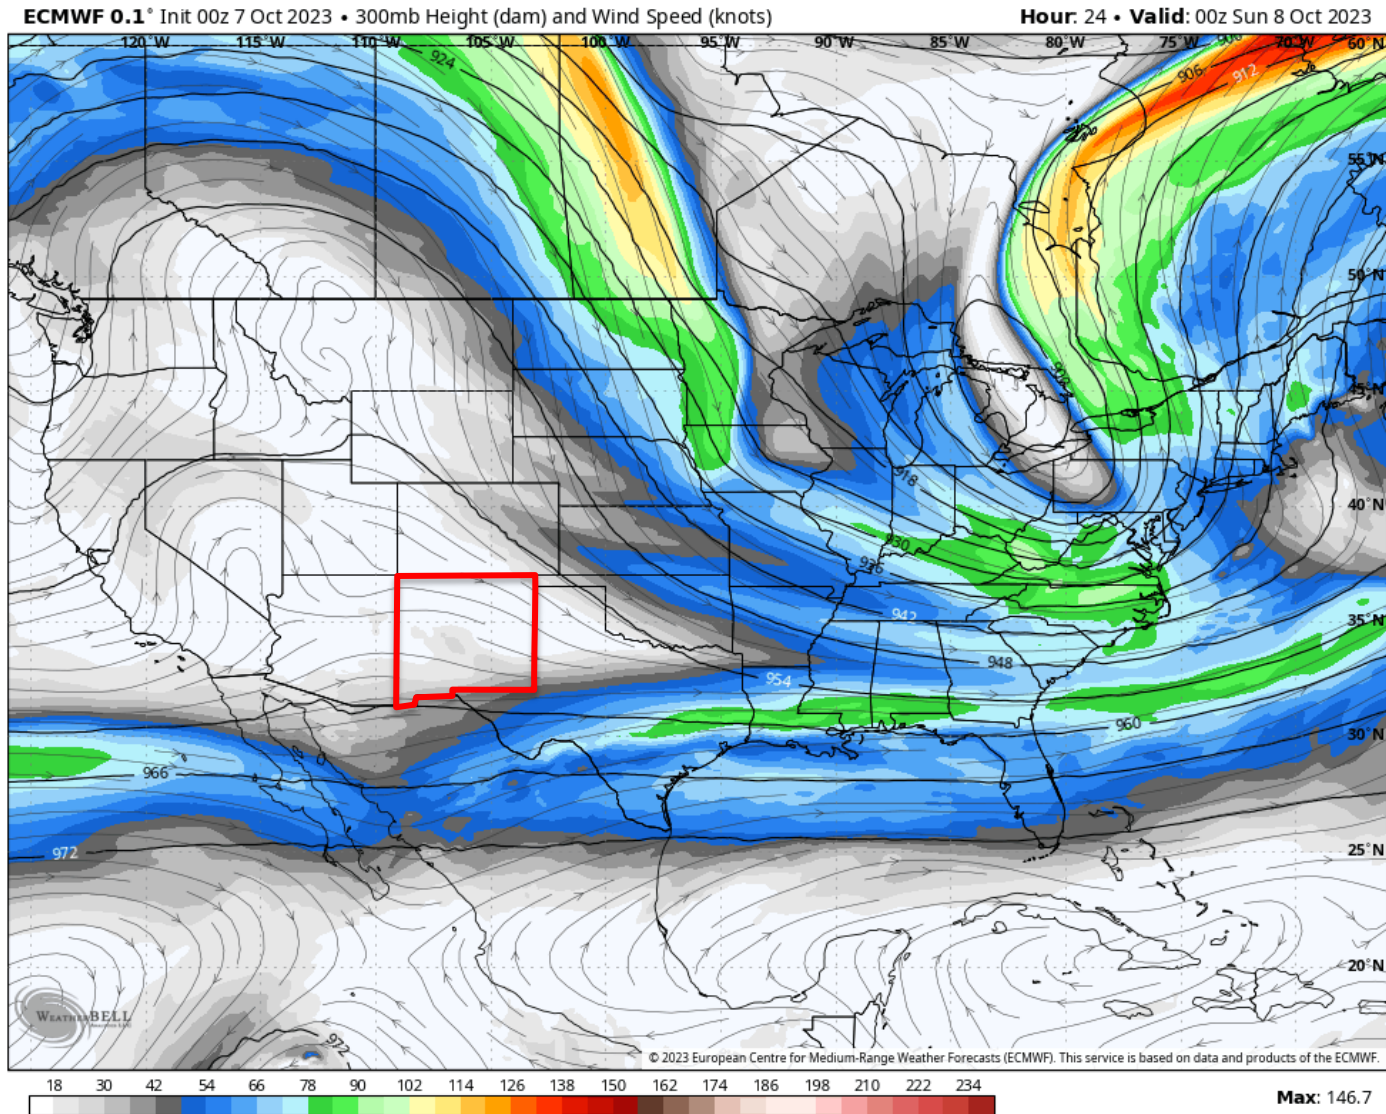 ECMWF 0.1° Init 00z 7 Oct 2023 • 300mb Height (dam) and Wind Speed (knots)
Hour: 24 • Valid: 00z Sun 8 Oct 2023
120°W 115°W 110°W 105°W 100°W 95°W 90°W 85°W 80°W 75°W 70°W 60°N
924
900
906
912
55°N
50°N
45°N
900
918
40°N
930
936
942
35°N
948
954
960
30°N
966
972
25°N
20°N
WEATHERBELL
972
© 2023 European Centre for Medium-Range Weather Forecasts (ECMWF). This service is based on data and products of the ECMWF.
18 30 42 54 66 78 90 102 114 126 138 150 162 174 186 198 210 222 234
Max: 146.7